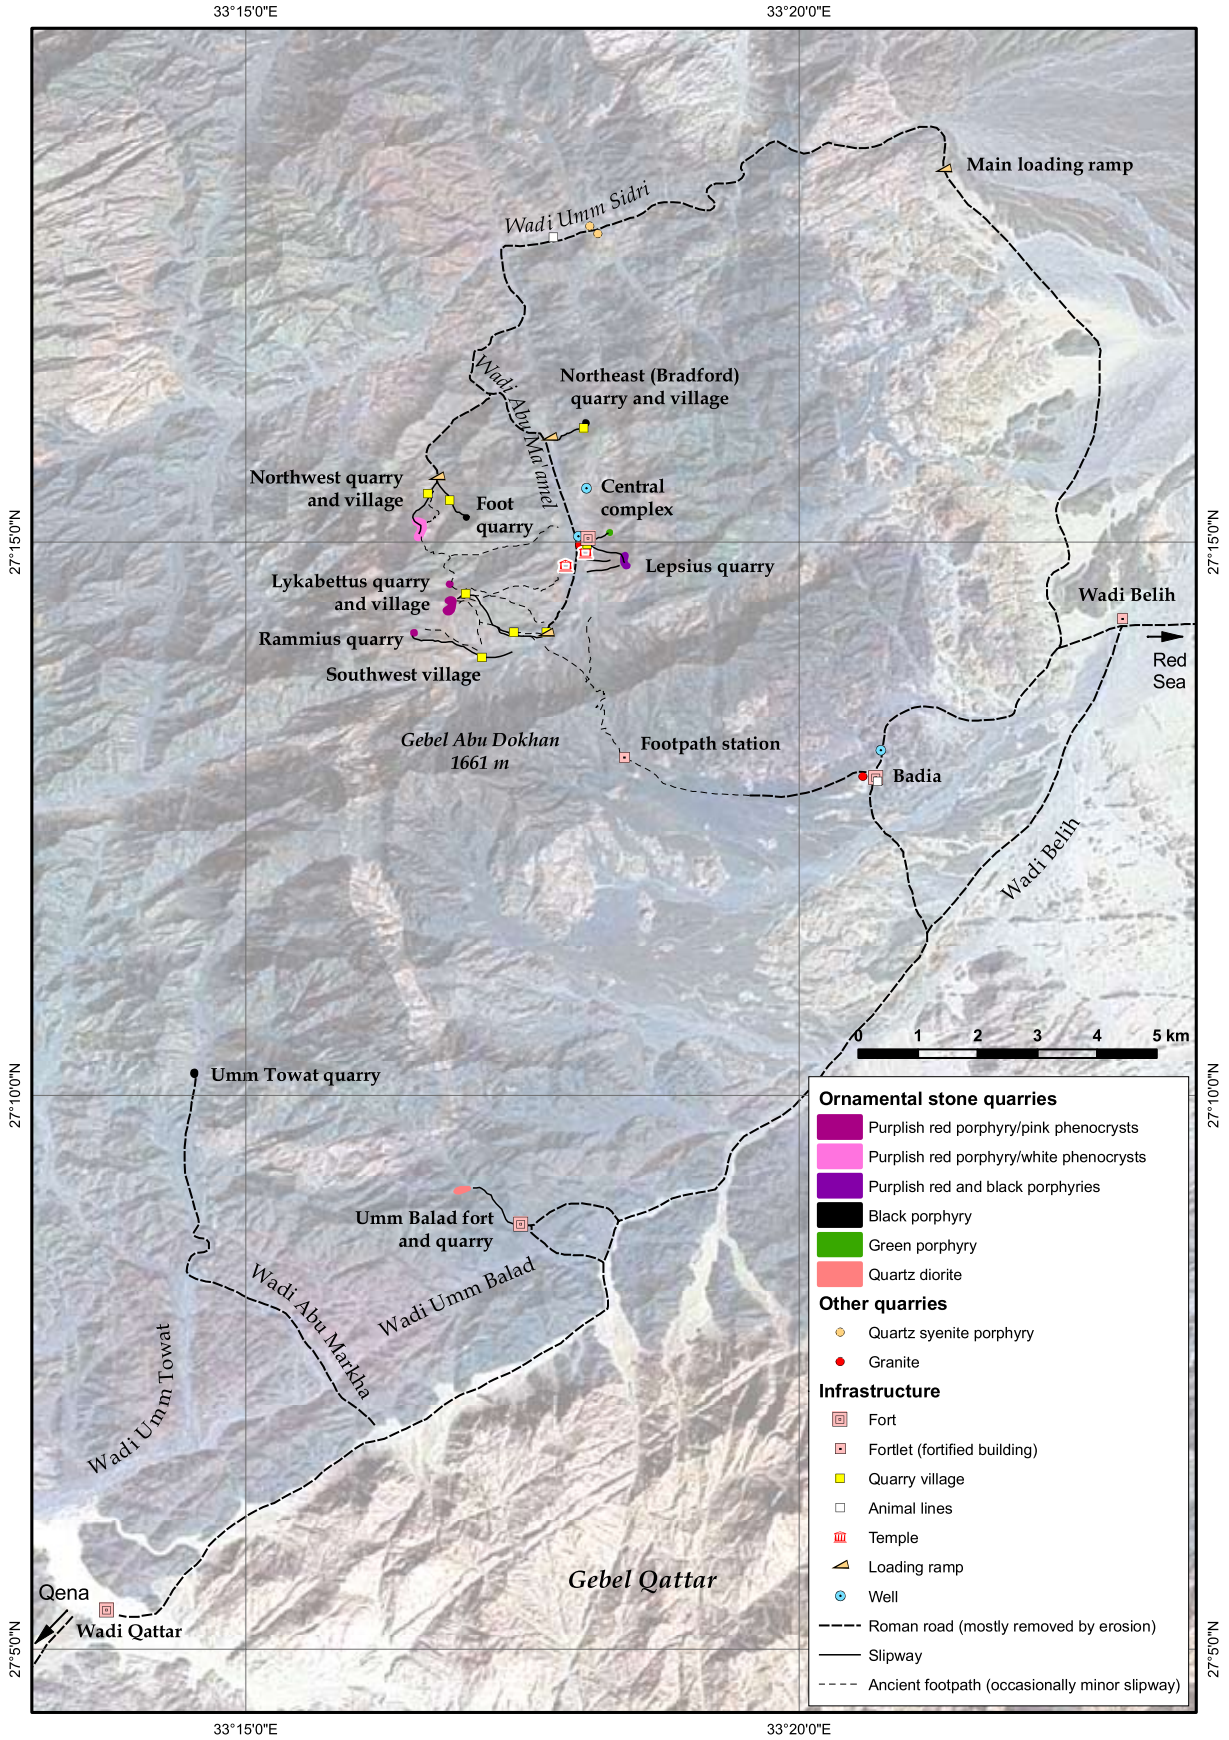 33°15'0"E
33°20'0"E
Main loading ramp
Wadi Umm Sidri
Wadi Abu Ma'amel
Northeast (Bradford)
quarry and village
Northwest quarry
and village
Foot
quarry
Central
complex
27°15'0"N
27°15'0"N
Lepsius quarry
Lykabettus quarry
and village
Wadi Belih
Rammius quarry
Red
Sea
Southwest village
Gebel Abu Dokhan
1661 m
Footpath station
Badia
Wadi Belih
0 1 2 3 4 5 km
Umm Towat quarry
27°10'0"N
27°10'0"N
Umm Balad fort
and quarry
Wadi Umm Balad
Wadi Abu Markha
Wadi Umm Towat
Gebel Qattar
Qena
Wadi Qattar
27°5'0"N
27°5'0"N
Ornamental stone quarries
Purplish red porphyry/pink phenocrysts
Purplish red porphyry/white phenocrysts
Purplish red and black porphyries
Black porphyry
Green porphyry
Quartz diorite
Other quarries
Quartz syenite porphyry
Granite
Infrastructure
Fort
Fortlet (fortified building)
Quarry village
Animal lines
Temple
Loading ramp
Well
Roman road (mostly removed by erosion)
Slipway
Ancient footpath (occasionally minor slipway)
33°15'0"E
33°20'0"E